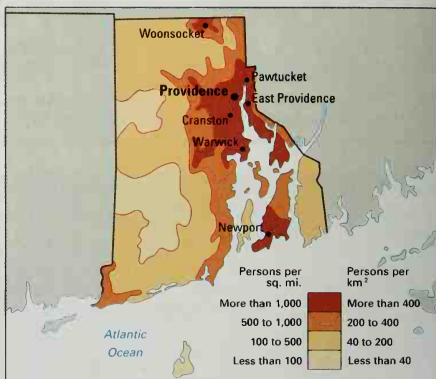 Woonsocket
Pawtucket
Providence
East Providence
Cranston
Warwick
Newport
Atlantic
Ocean
Persons per
sq. mi.
Persons per
km²
More than 1,000 More than 400
500 to 1,000 200 to 400
100 to 500 40 to 200
Less than 100 Less than 40